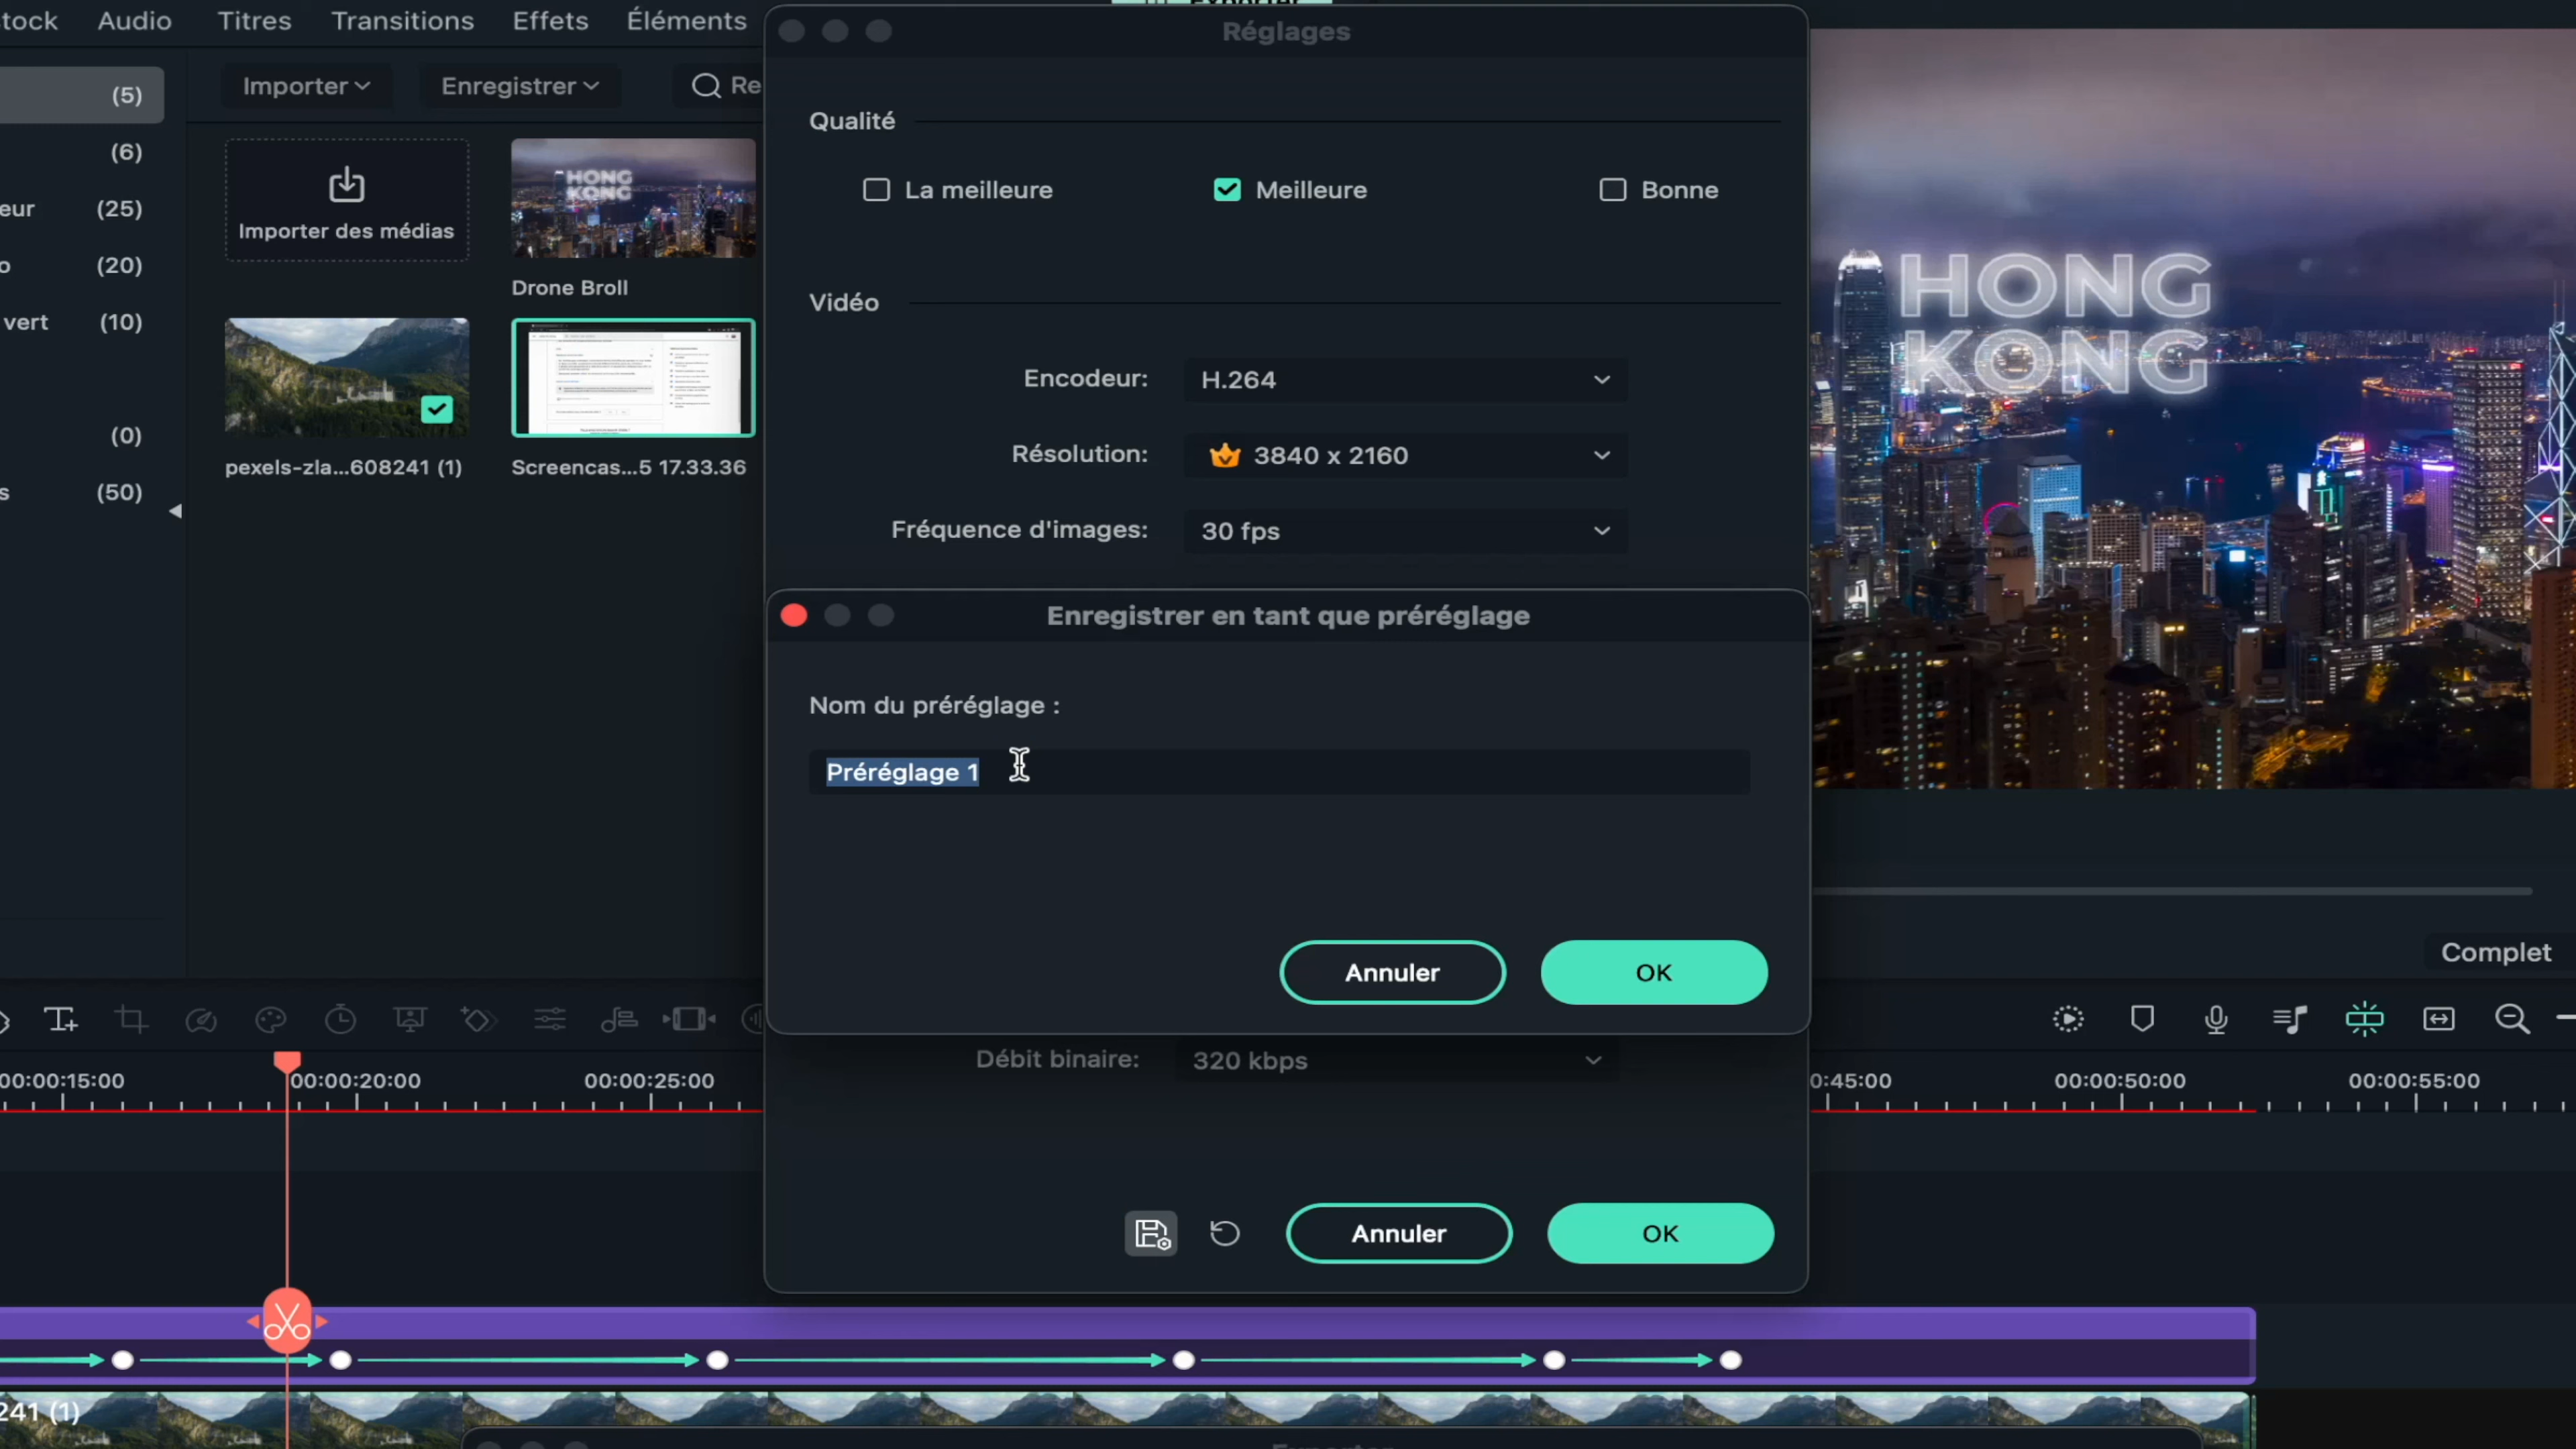 Audio
Titres
Transitions
Effets
Éléments
Réglages
(5)
Importer
Enregistrer
(6)
(25)
(20)
vert (10)
(0)
(50)
Importer des médias
HONG
KONG
Drone Broll
pexels-zla...608241 (1)
Screencas...5 17.33.36
Qualité
La meilleure
Meilleure
Bonne
Vidéo
Encodeur: H.264
Résolution: 3840 x 2160
Fréquence d'images: 30 fps
HONG
KONG
Enregistrer en tant que préréglage
Nom du préréglage :
Préréglage 1
Annuler
OK
Complet
Débit binaire: 320 kbps
00:00:15:00
00:00:20:00
00:00:25:00
0:45:00
00:00:50:00
00:00:55:00
Annuler
OK
241 (1)